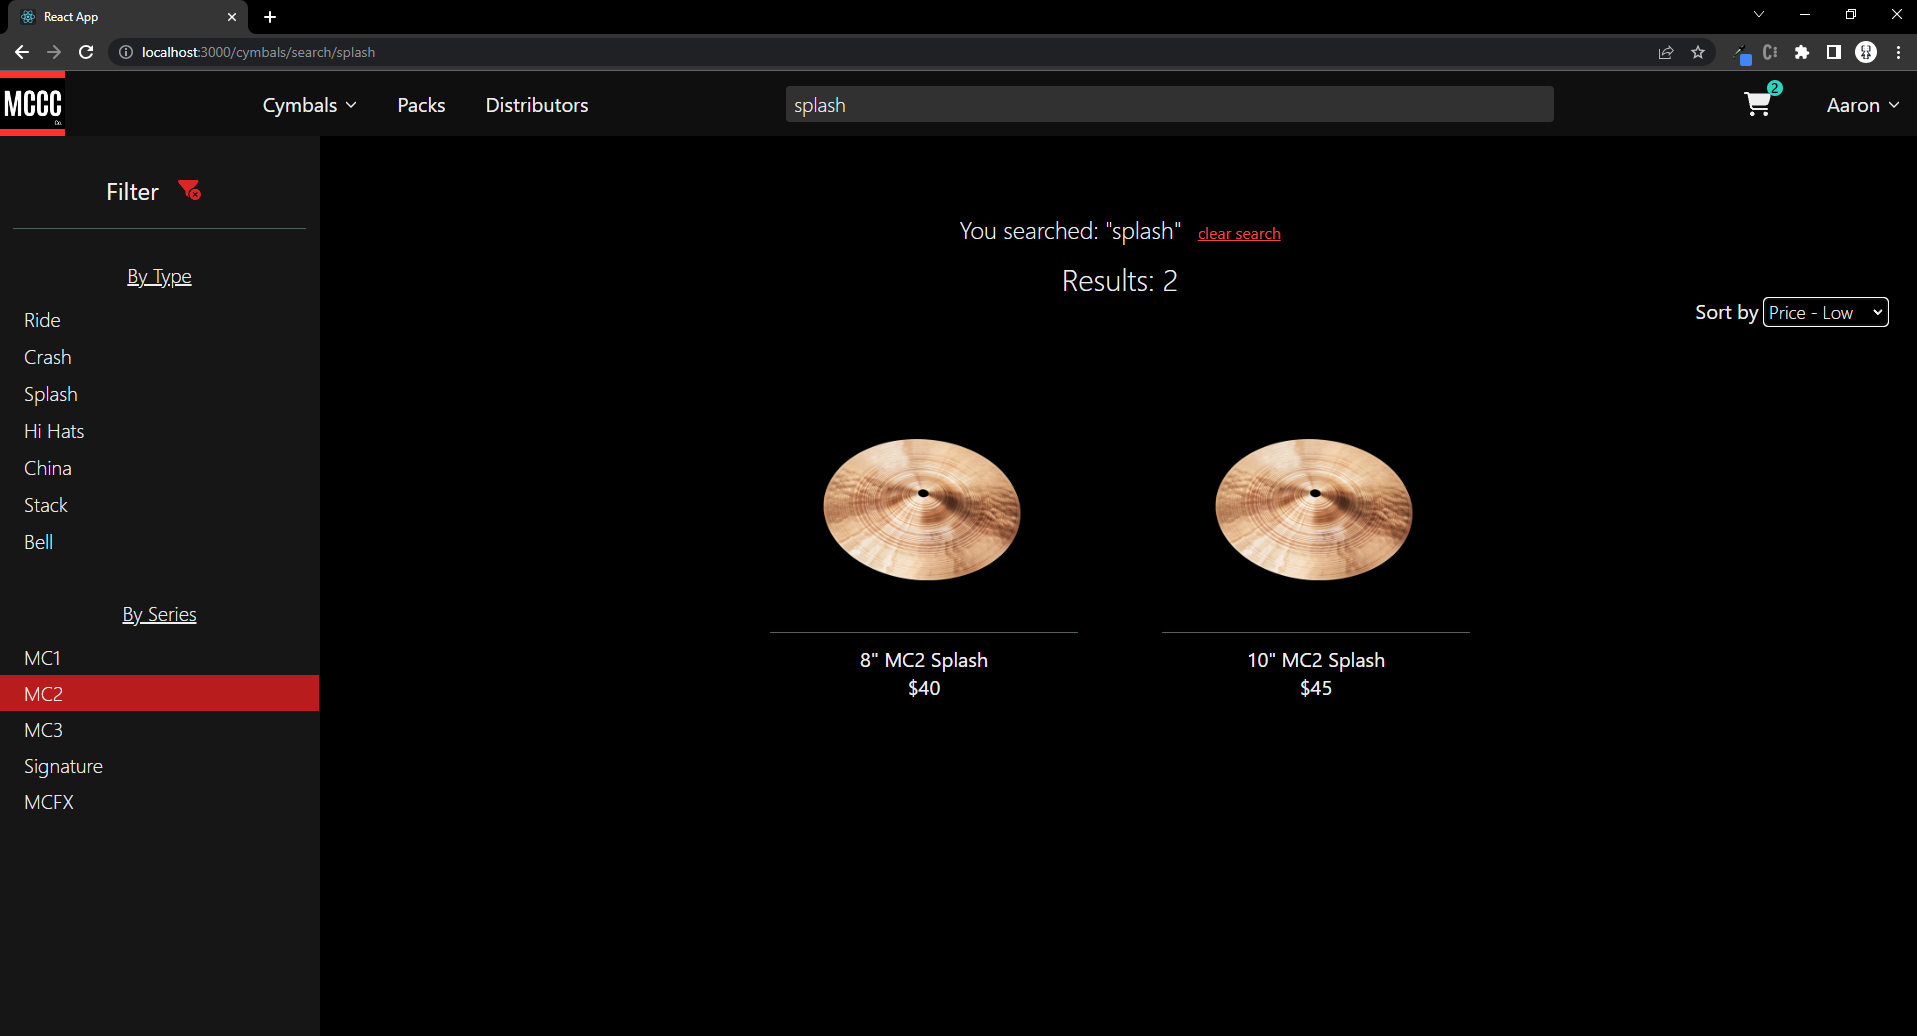 React App
localhost:3000/cymbals/search/splash
MCCC
Co.
Cymbals
Packs
Distributors
splash
2
Aaron
Filter
By Type
Ride
Crash
Splash
Hi Hats
China
Stack
Bell
By Series
MC1
MC2
MC3
Signature
MCFX
You searched: "splash" clear search
Results: 2
Sort by Price - Low
8" MC2 Splash
$40
10" MC2 Splash
$45